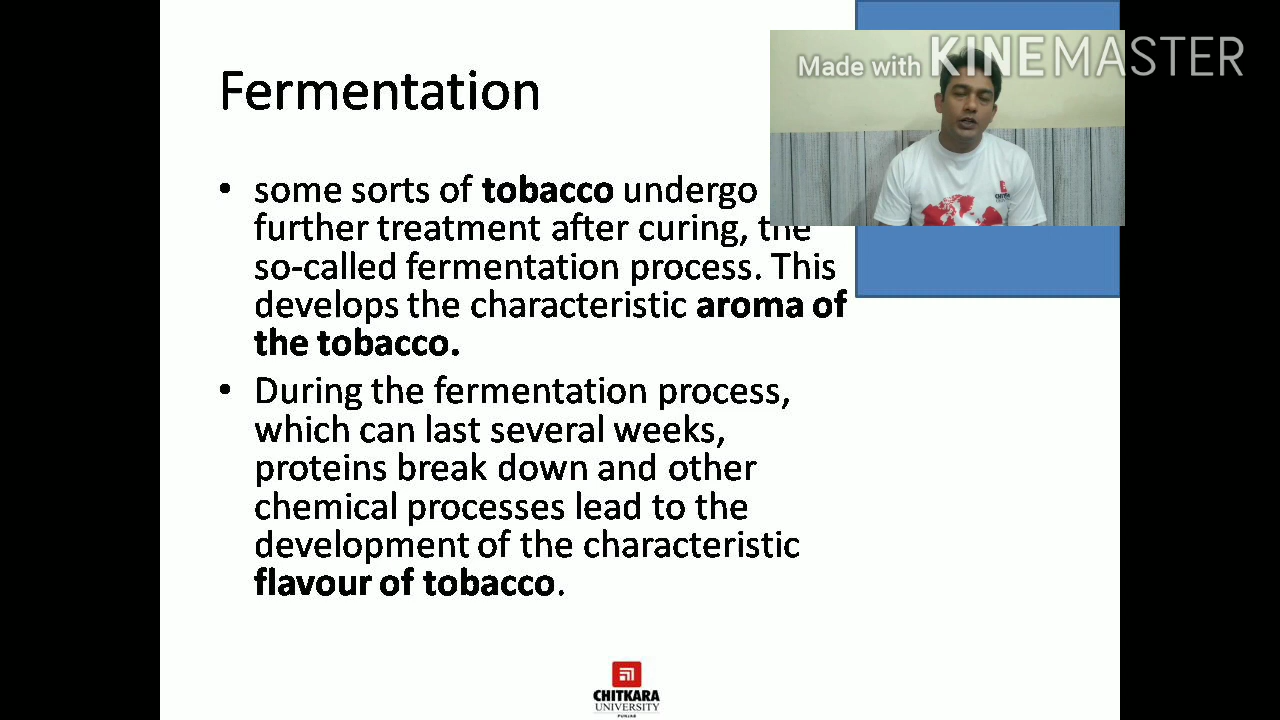 Fermentation
Made with KINEMASTER
• some sorts of tobacco undergo
further treatment after curing, the
so-called fermentation process. This
develops the characteristic aroma of
the tobacco.
• During the fermentation process,
which can last several weeks,
proteins break down and other
chemical processes lead to the
development of the characteristic
flavour of tobacco.
CHITKARA
UNIVERSITY
CHITKARA
UNIVERSITY
PUNJAB